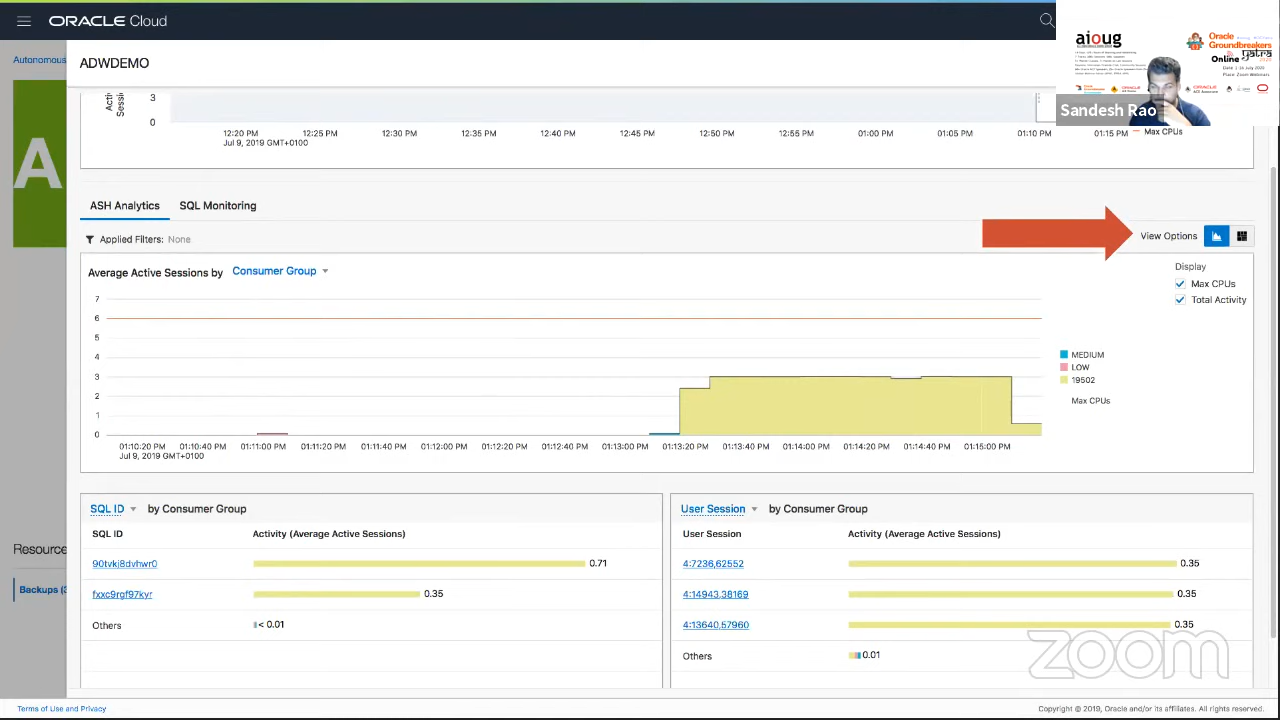 ORACLE Cloud
aioug
Oracle
Groundbreakers
Online yatra
Sandesh Rao
Autonomous
ADWDEMO
A
Acti
Sessi
3
0
12:20 PM 12:25 PM 12:30 PM 12:35 PM 12:40 PM 12:45 PM 12:50 PM 12:55 PM 01:00 PM 01:05 PM 01:10 PM 01:15 PM
Jul 9, 2019 GMT+0100
Max CPUs
ASH Analytics SQL Monitoring
Applied Filters: None
View Options
Average Active Sessions by Consumer Group
Display
Max CPUs
Total Activity
7
6
5
4
3
2
1
0
MEDIUM
LOW
19502
Max CPUs
01:10:20 PM 01:10:40 PM 01:11:00 PM 01:11:20 PM 01:11:40 PM 01:12:00 PM 01:12:20 PM 01:12:40 PM 01:13:00 PM 01:13:20 PM 01:13:40 PM 01:14:00 PM 01:14:20 PM 01:14:40 PM 01:15:00 PM
Jul 9, 2019 GMT+0100
SQL ID by Consumer Group
SQL ID Activity (Average Active Sessions)
90tvkj8dvhwr0 0.71
fxxc9rgf97kyr 0.35
Others < 0.01
User Session by Consumer Group
User Session Activity (Average Active Sessions)
4:7236,62552 0.35
4:14943,38169 0.35
4:13640,57960 0.35
Others 0.01
Resource
Backups (3
zoom
Terms of Use and Privacy
Copyright © 2019, Oracle and/or its affiliates. All rights reserved.